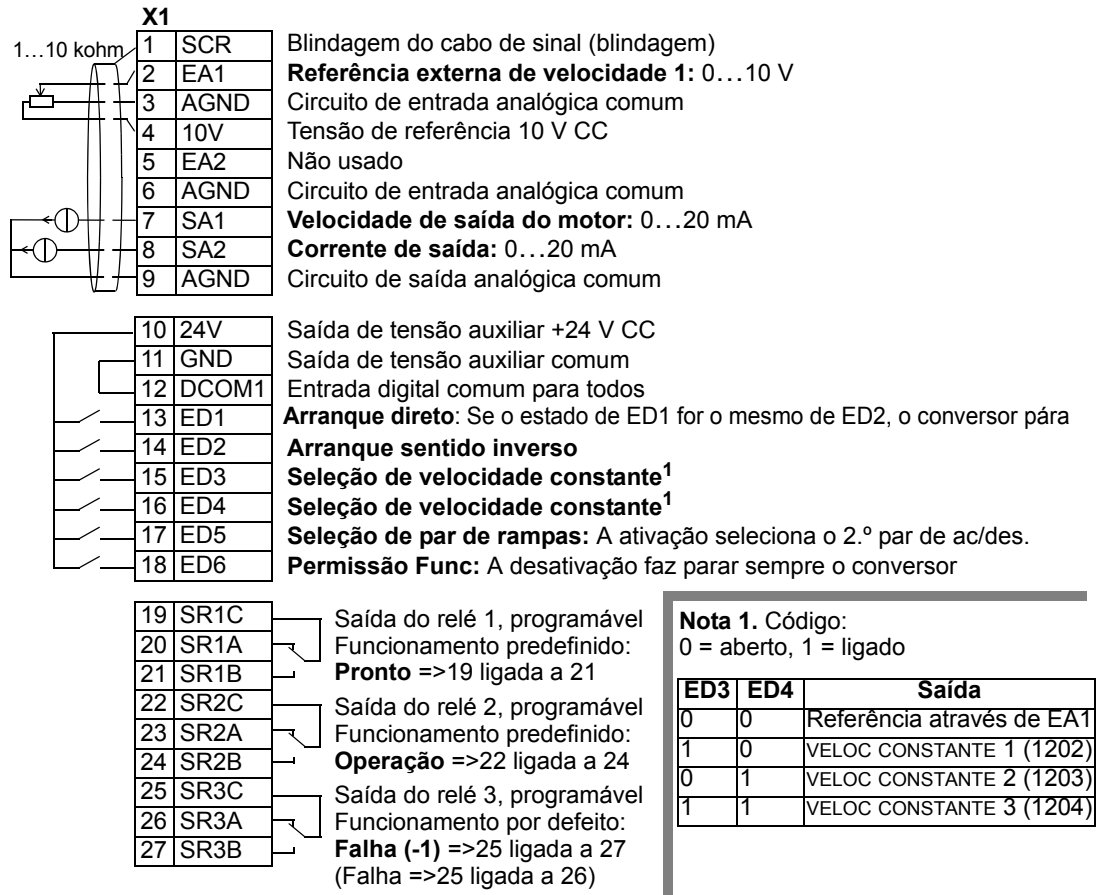 X1
1…10 kohm
1 SCR Blindagem do cabo de sinal (blindagem)
2 EA1 Referência externa de velocidade 1: 0…10 V
3 AGND Circuito de entrada analógica comum
4 10V Tensão de referência 10 V CC
5 EA2 Não usado
6 AGND Circuito de entrada analógica comum
7 SA1 Velocidade de saída do motor: 0…20 mA
8 SA2 Corrente de saída: 0…20 mA
9 AGND Circuito de saída analógica comum
10 24V Saída de tensão auxiliar +24 V CC
11 GND Saída de tensão auxiliar comum
12 DCOM1 Entrada digital comum para todos
13 ED1 Arranque direto: Se o estado de ED1 for o mesmo de ED2, o conversor pára
14 ED2 Arranque sentido inverso
15 ED3 Seleção de velocidade constante1
16 ED4 Seleção de velocidade constante1
17 ED5 Seleção de par de rampas: A ativação seleciona o 2.º par de ac/des.
18 ED6 Permissão Func: A desativação faz parar sempre o conversor
19 SR1C Saída do relé 1, programável
20 SR1A Funcionamento predefinido:
21 SR1B Pronto =>19 ligada a 21
22 SR2C Saída do relé 2, programável
23 SR2A Funcionamento predefinido:
24 SR2B Operação =>22 ligada a 24
25 SR3C Saída do relé 3, programável
26 SR3A Funcionamento por defeito:
27 SR3B Falha (-1) =>25 ligada a 27
(Falha =>25 ligada a 26)
Nota 1. Código:
0 = aberto, 1 = ligado
ED3 ED4 Saída
0 0 Referência através de EA1
1 0 VELOC CONSTANTE 1 (1202)
0 1 VELOC CONSTANTE 2 (1203)
1 1 VELOC CONSTANTE 3 (1204)